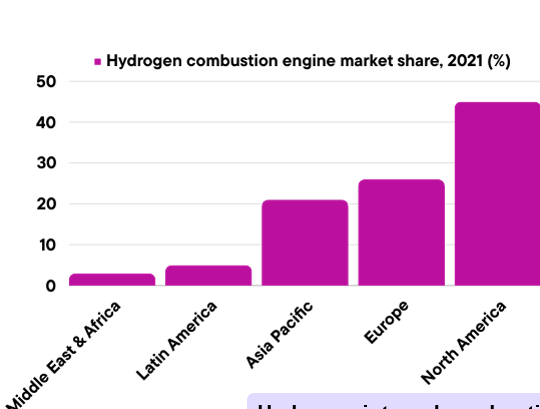 Hydrogen combustion engine market share, 2021 (%)
50
40
30
20
10
0
Middle East & Africa
Latin America
Asia Pacific
Europe
North America